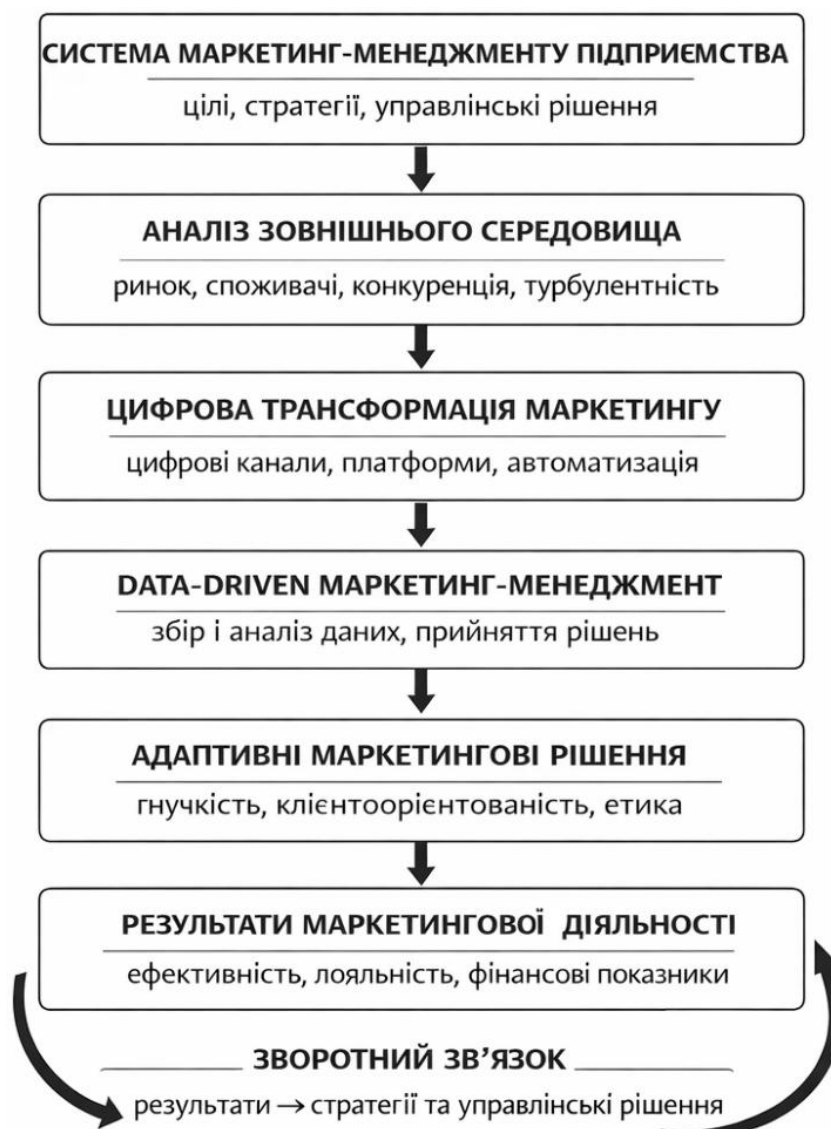 СИСТЕМА МАРКЕТИНГ-МЕНЕДЖМЕНТУ ПІДПРИЄМСТВА
цілі, стратегії, управлінські рішення
АНАЛІЗ ЗОВНІШНЬОГО СЕРЕДОВИЩА
ринок, споживачі, конкуренція, турбулентність
ЦИФРОВА ТРАНСФОРМАЦІЯ МАРКЕТИНГУ
цифрові канали, платформи, автоматизація
DATA-DRIVEN МАРКЕТИНГ-МЕНЕДЖМЕНТ
збір і аналіз даних, прийняття рішень
АДАПТИВНІ МАРКЕТИНГОВІ РІШЕННЯ
гнучкість, клієнтоорієнтованість, етика
РЕЗУЛЬТАТИ МАРКЕТИНГОВОЇ ДІЯЛЬНОСТІ
ефективність, лояльність, фінансові показники
ЗВОРОТНИЙ ЗВ’ЯЗОК
результати → стратегії та управлінські рішення